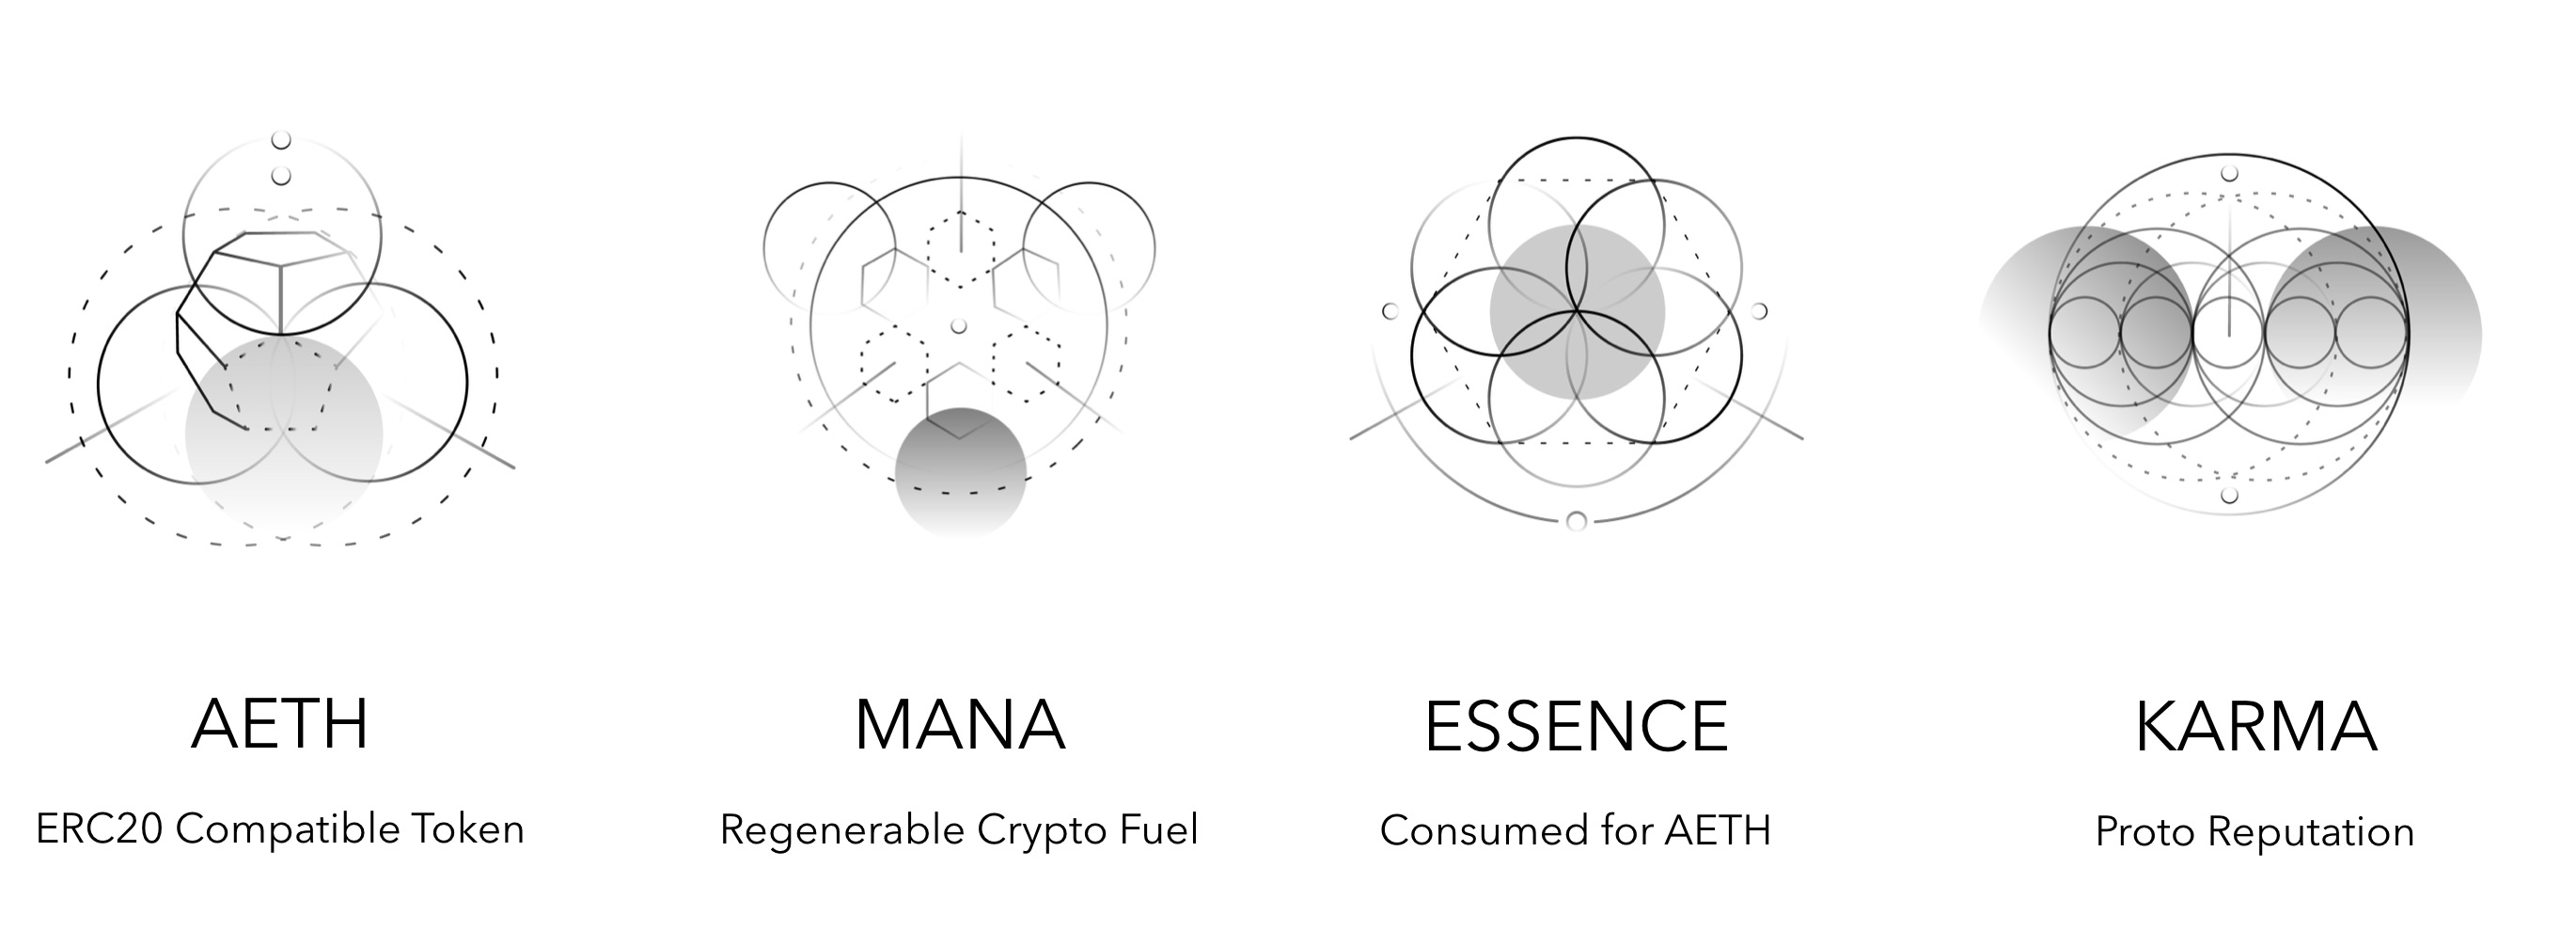 AETH
ERC20 Compatible Token
MANA
Regenerable Crypto Fuel
ESSENCE
Consumed for AETH
KARMA
Proto Reputation